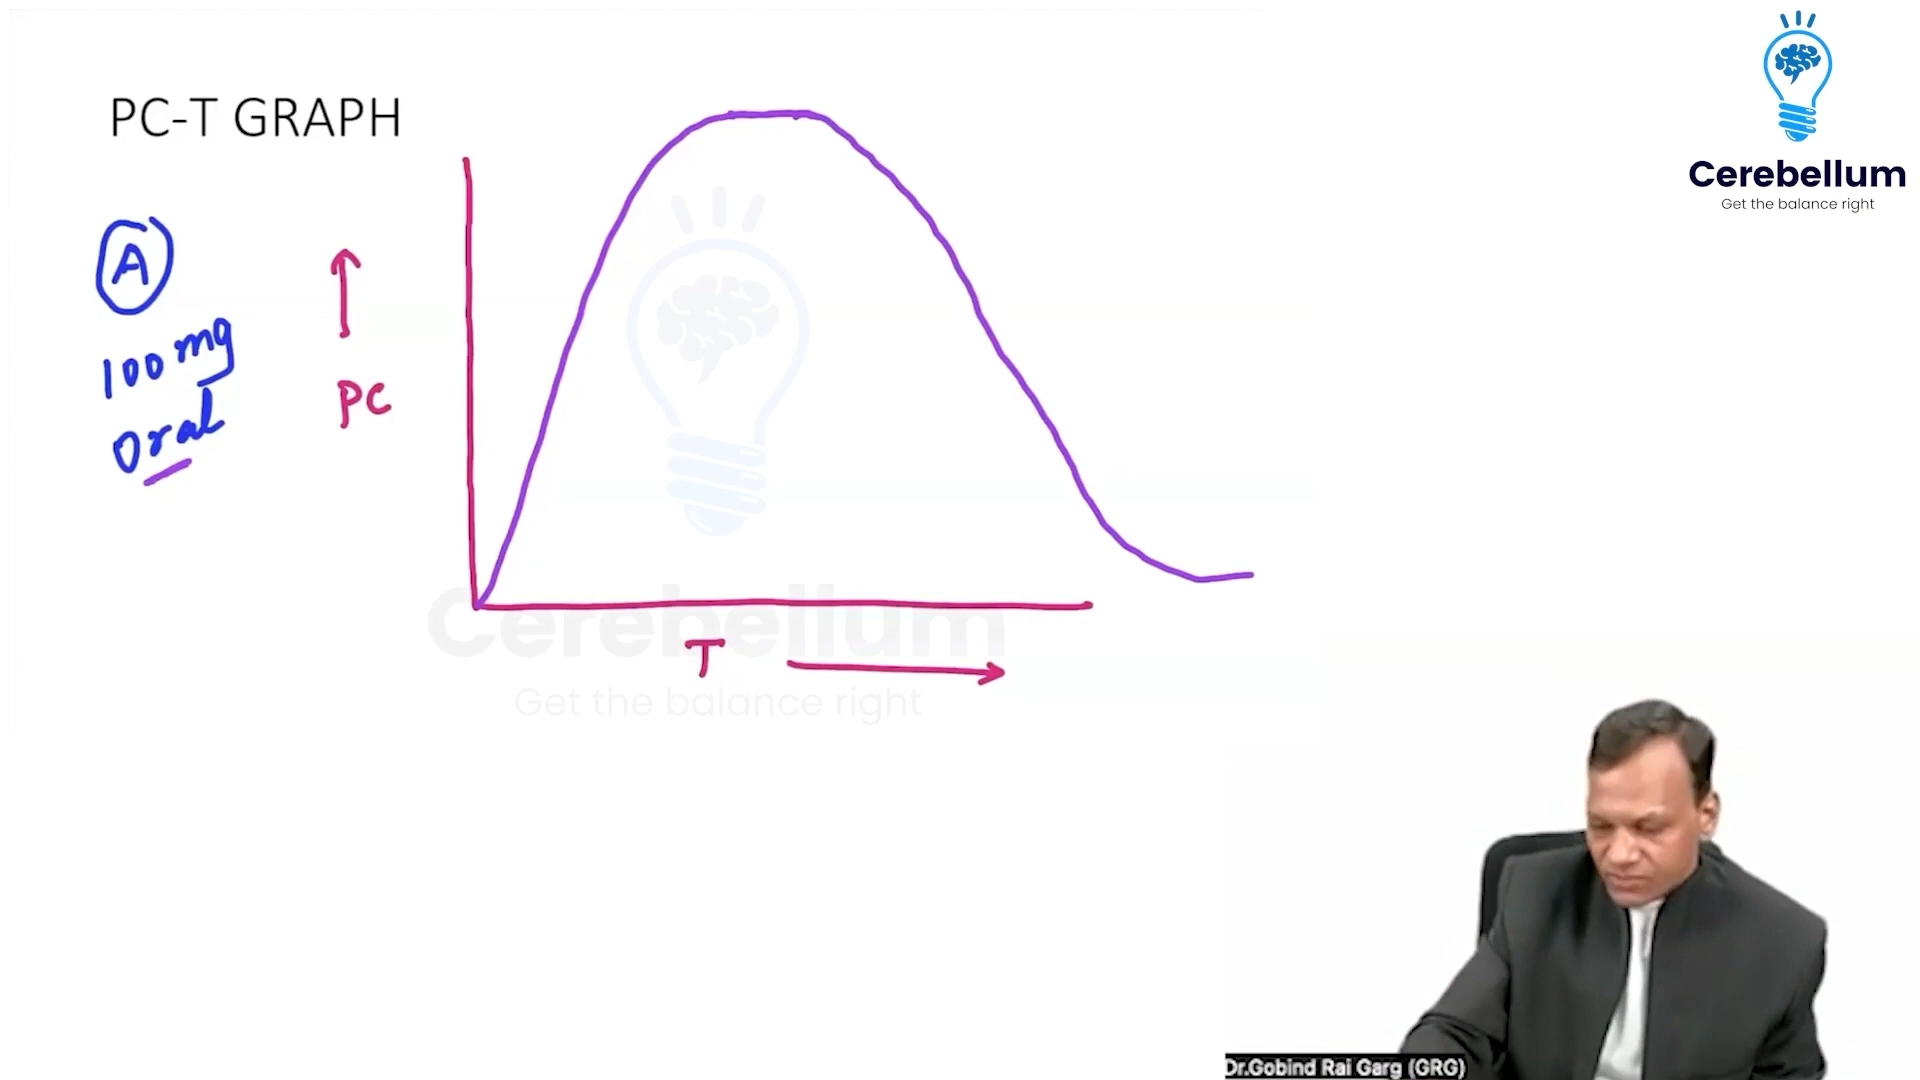 PC-T GRAPH
A
100 mg
Oral
PC
T
Cerebellum
Get the balance right
Cerebellum
Get the balance right
Dr.Gobind Rai Garg (GRG)